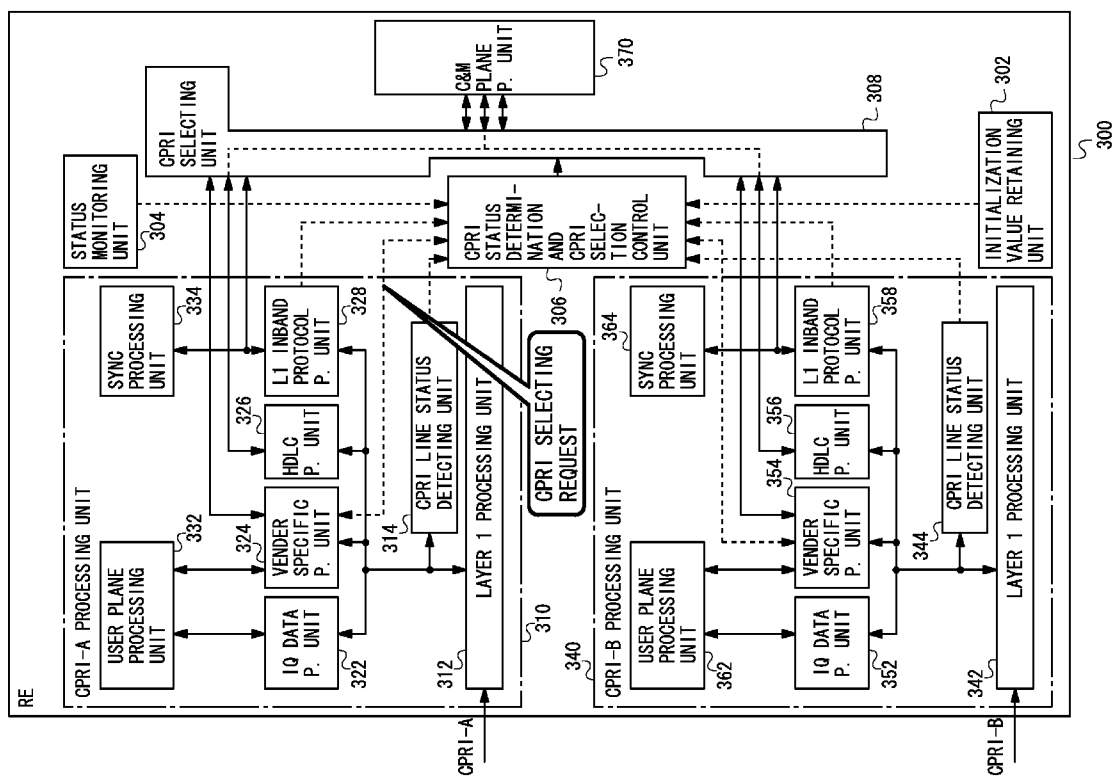 RE
CPRI-A PROCESSING UNIT
USER PLANE
PROCESSING
UNIT
332
SYNC
PROCESSING
UNIT
334
STATUS
MONITORING
UNIT
304
CPRI
SELECTING
UNIT
IQ DATA
P. UNIT
322
324
VENDER
SPECIFIC
P. UNIT
326
HDLC
P. UNIT
L1 INBAND
PROTOCOL
P. UNIT
328
C&M
PLANE
P. UNIT
370
314
CPRI LINE STATUS
DETECTING UNIT
312
LAYER 1 PROCESSING UNIT
310
CPRI-A
CPRI SELECTING
REQUEST
CPRI
STATUS
DETERMI-
NATION
AND
CPRI
SELEC-
TION
CONTROL
UNIT
306
308
340
CPRI-B PROCESSING UNIT
USER PLANE
PROCESSING
UNIT
362
SYNC
PROCESSING
UNIT
364
IQ DATA
P. UNIT
352
354
VENDER
SPECIFIC
P. UNIT
356
HDLC
P. UNIT
L1 INBAND
PROTOCOL
P. UNIT
358
344
CPRI LINE STATUS
DETECTING UNIT
342
LAYER 1 PROCESSING UNIT
CPRI-B
INITIALIZATION
VALUE RETAINING
UNIT
302
300